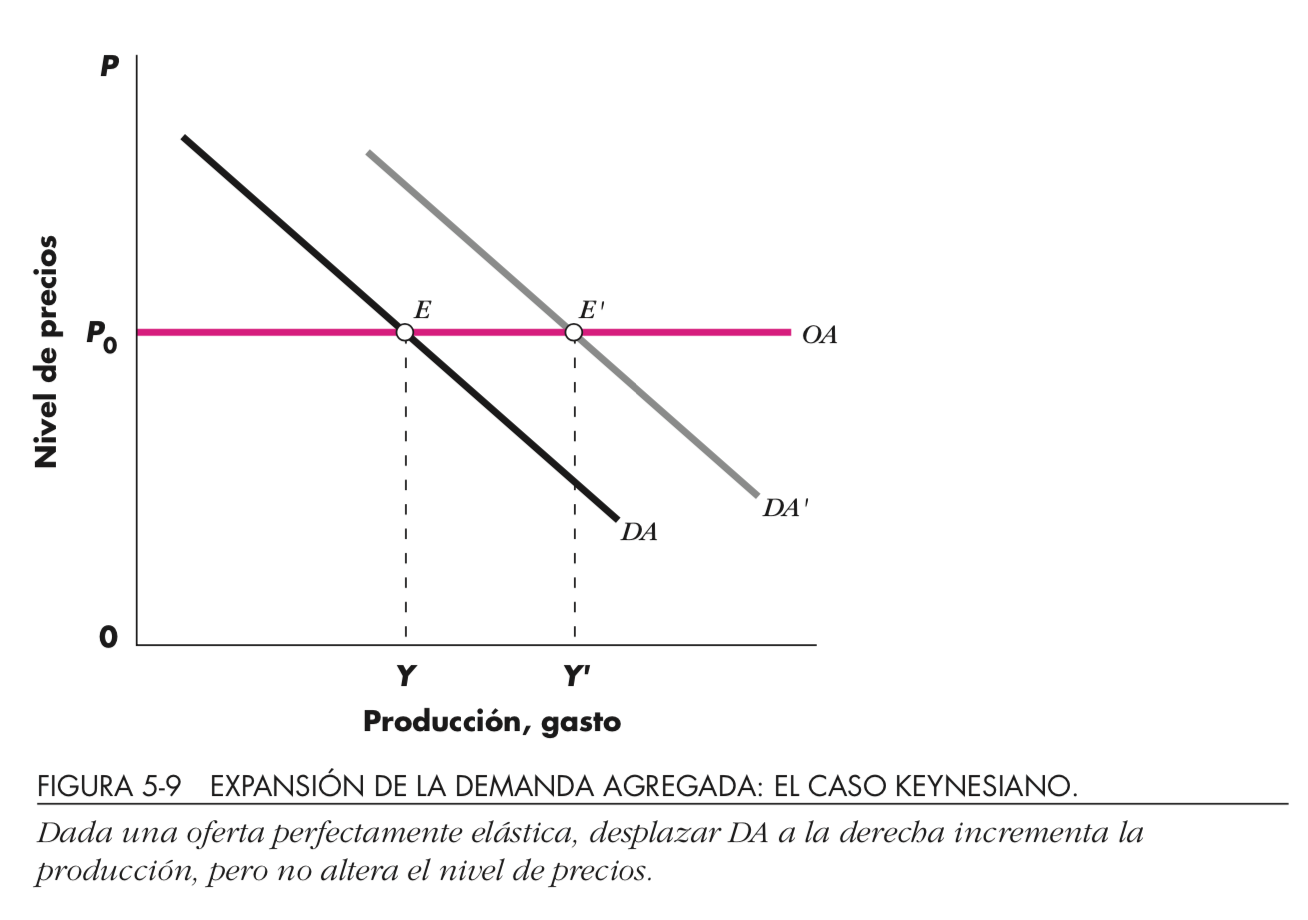 P
Nivel de precios
E
E'
P0
OA
DA'
DA
0
Y
Y'
Producción, gasto
FIGURA 5-9 EXPANSIÓN DE LA DEMANDA AGREGADA: EL CASO KEYNESIANO.
Dada una oferta perfectamente elástica, desplazar DA a la derecha incrementa la
producción, pero no altera el nivel de precios.